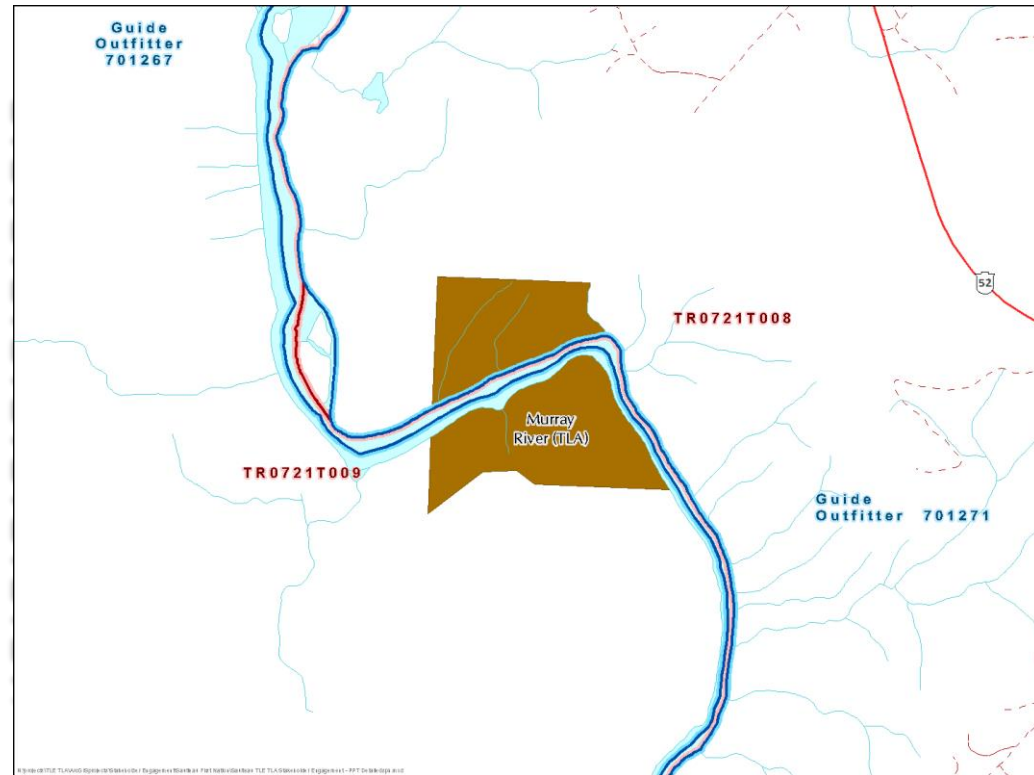 Guide
Outfitter
701267
52
TR0721T008
Murray
River (TLA)
TR0721T009
Guide
Outfitter 701271